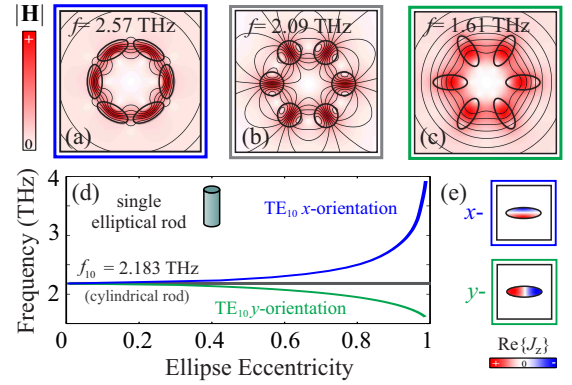 |H|
+
0
f= 2.57 THz
(a)
f= 2.09 THz
(b)
f= 1.61 THz
(c)
(d)
single
elliptical rod
TE10 x-orientation
f10 = 2.183 THz
(cylindrical rod)
TE10 y-orientation
Frequency (THz)
4
3
2
0
0.2
0.4
0.6
0.8
1
Ellipse Eccentricity
(e)
x-
y-
Re{Jz}
+ 0 -